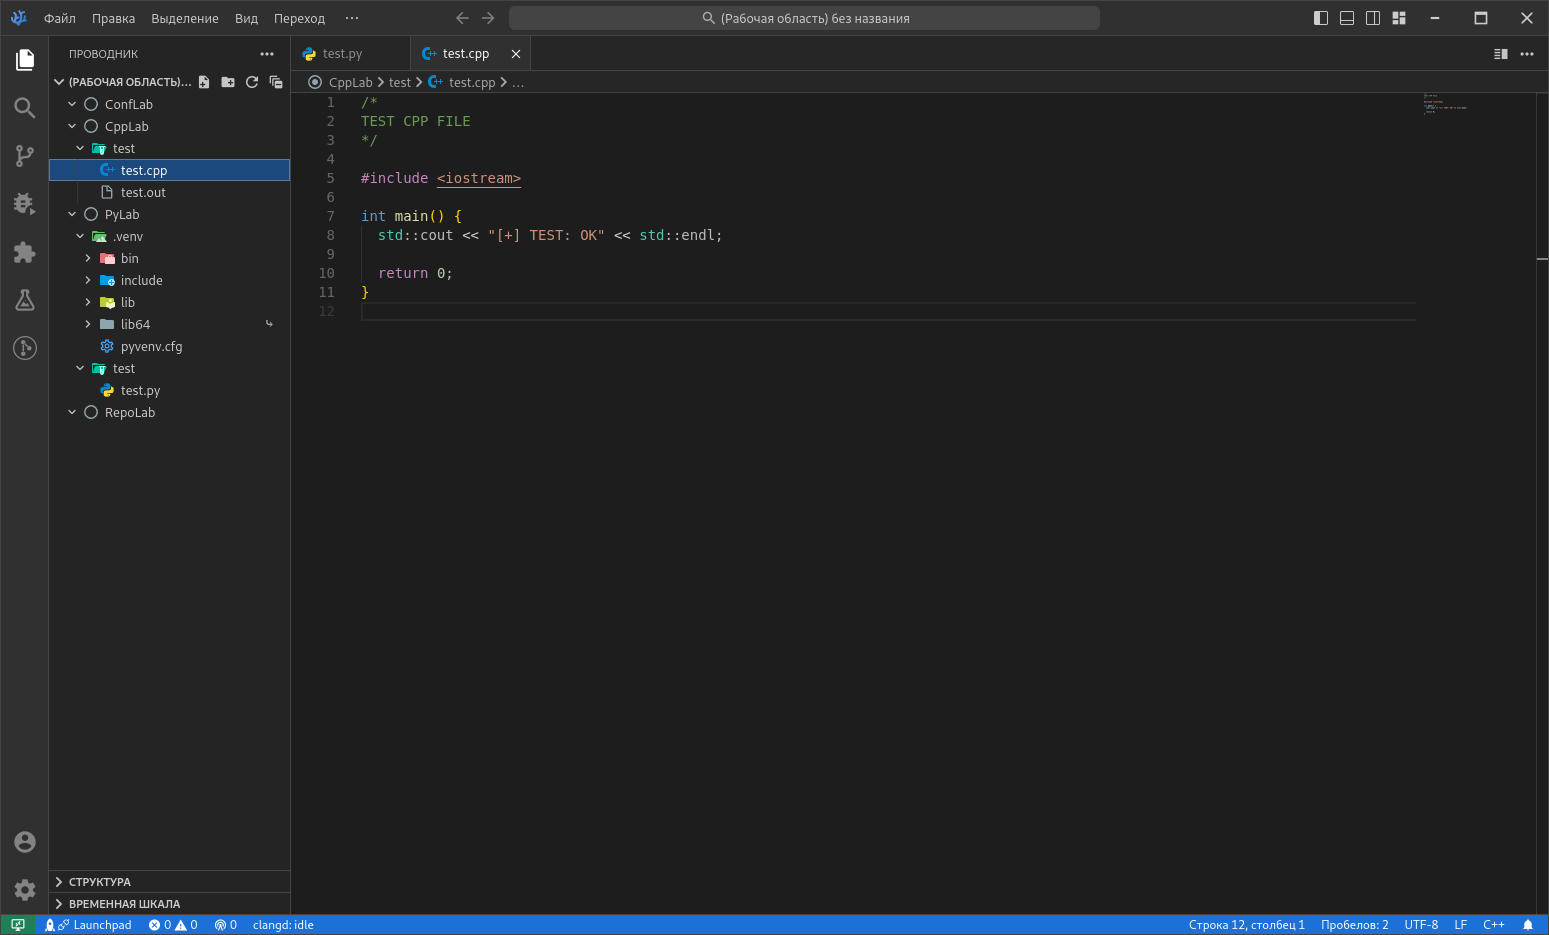 Файл Правка Выделение Вид Переход ··· (Рабочая область) без названия
ПРОВОДНИК
(РАБОЧАЯ ОБЛАСТЬ)...
ConfLab
CppLab
test
test.cpp
test.out
PyLab
.venv
bin
include
lib
lib64
pyvenv.cfg
test
test.py
RepoLab
СТРУКТУРА
ВРЕМЕННАЯ ШКАЛА
test.py test.cpp
CppLab > test > test.cpp > ...
1 /*
2 TEST CPP FILE
3 */
4
5 #include <iostream>
6
7 int main() {
8 std::cout << "[+] TEST: OK" << std::endl;
9
10 return 0;
11 }
12
Launchpad 0 0 0 clangd: idle Строка 12, столбец 1 Пробелов: 2 UTF-8 LF C++